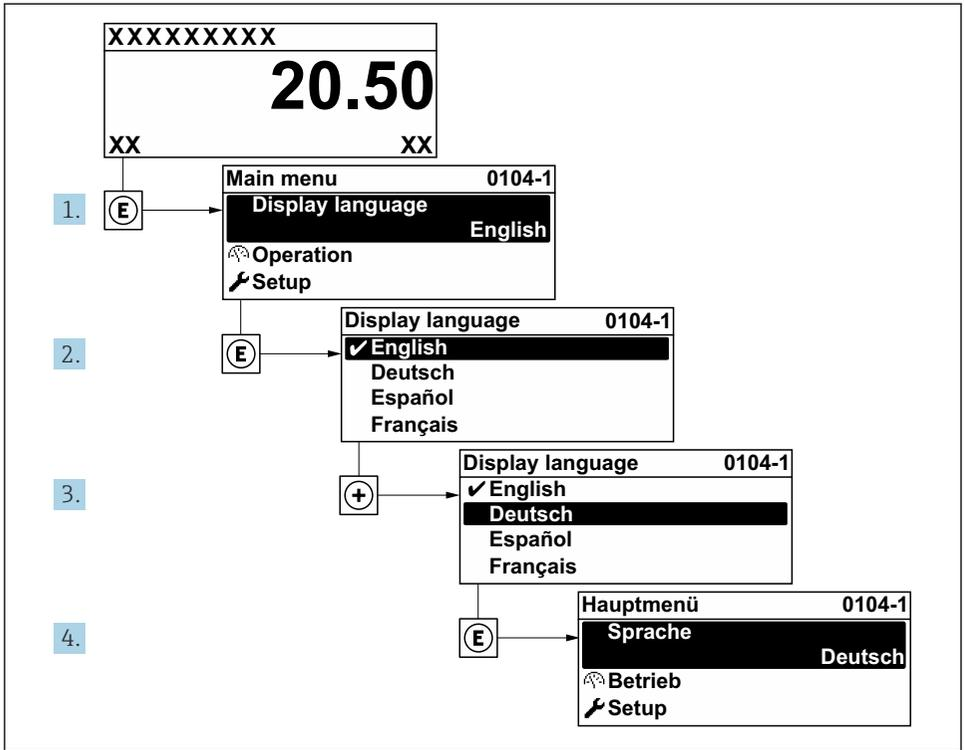 XXXXXXXXX
20.50
XX XX
1.
E
Main menu 0104-1
Display language
English
Operation
Setup
2.
E
Display language 0104-1
✔ English
Deutsch
Español
Français
3.
+
Display language 0104-1
✔ English
Deutsch
Español
Français
4.
E
Hauptmenü 0104-1
Sprache
Deutsch
Betrieb
Setup